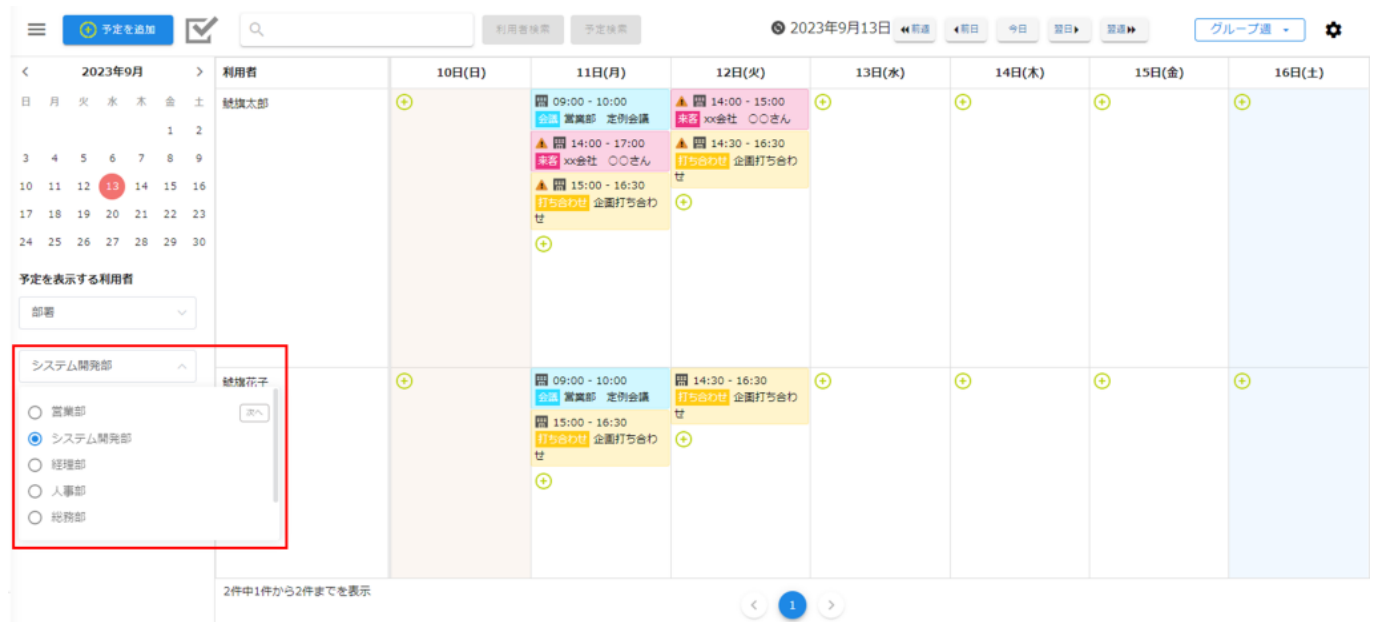 予定を追加
利用者検索
予定検索
2023年9月13日
前週
前日
今日
翌日
翌週
グループ週
2023年9月
日 月 火 水 木 金 土
1 2
3 4 5 6 7 8 9
10 11 12 13 14 15 16
17 18 19 20 21 22 23
24 25 26 27 28 29 30
予定を表示する利用者
部署
システム開発部
営業部
次へ
システム開発部
経理部
人事部
総務部
利用者
10日(日)
11日(月)
12日(火)
13日(水)
14日(木)
15日(金)
16日(土)
鯱旗太郎
09:00 - 10:00
会議 営業部 定例会議
14:00 - 17:00
来客 xx会社 〇〇さん
15:00 - 16:30
打ち合わせ 企画打ち合わ
せ
14:00 - 15:00
来客 xx会社 〇〇さん
14:30 - 16:30
打ち合わせ 企画打ち合わ
せ
鯱旗花子
09:00 - 10:00
会議 営業部 定例会議
15:00 - 16:30
打ち合わせ 企画打ち合わ
せ
14:30 - 16:30
打ち合わせ 企画打ち合わ
せ
2件中1件から2件までを表示
1